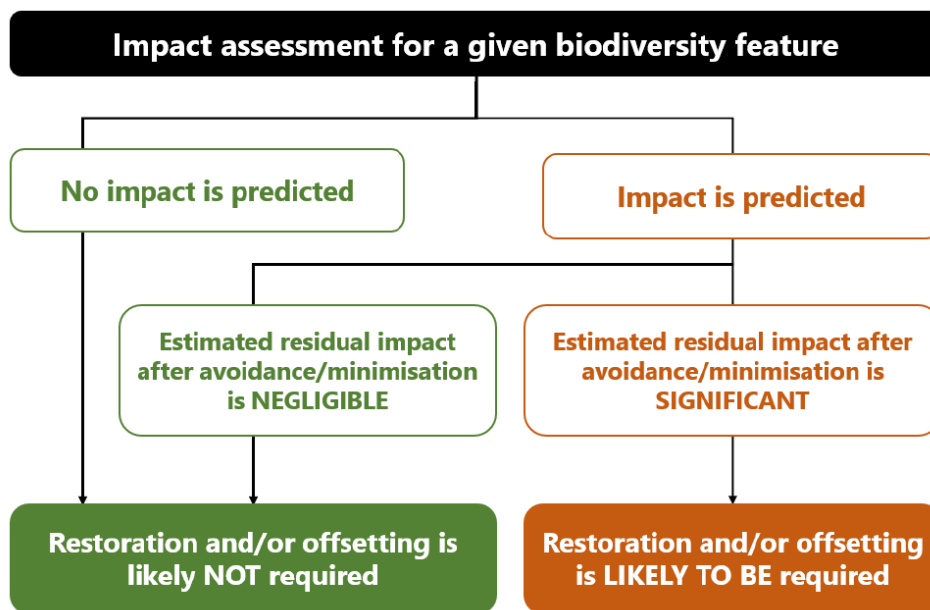 Impact assessment for a given biodiversity feature
No impact is predicted
Impact is predicted
Estimated residual impact
after avoidance/minimisation
is NEGLIGIBLE
Estimated residual impact after
avoidance/minimisation is
SIGNIFICANT
Restoration and/or offsetting is
likely NOT required
Restoration and/or offsetting
is LIKELY TO BE required